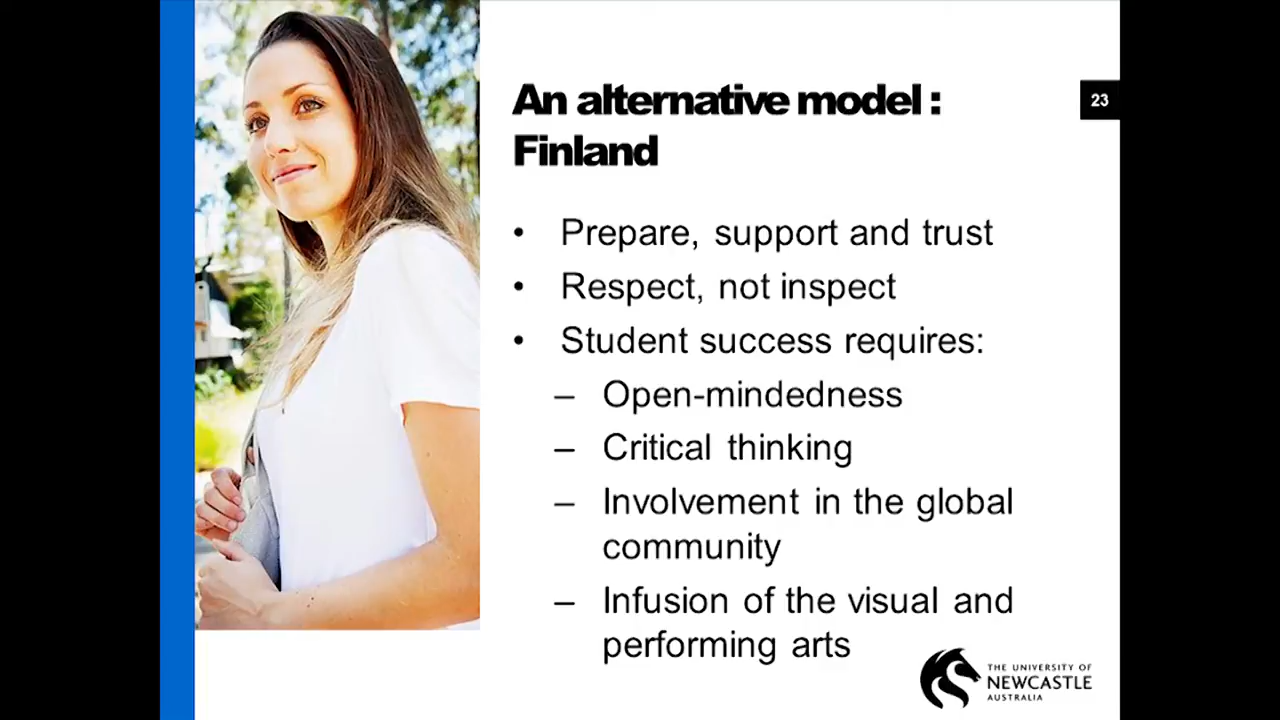 An alternative model :
Finland
23
• Prepare, support and trust
• Respect, not inspect
• Student success requires:
– Open-mindedness
– Critical thinking
– Involvement in the global
community
– Infusion of the visual and
performing arts
THE UNIVERSITY OF
NEWCASTLE
AUSTRALIA